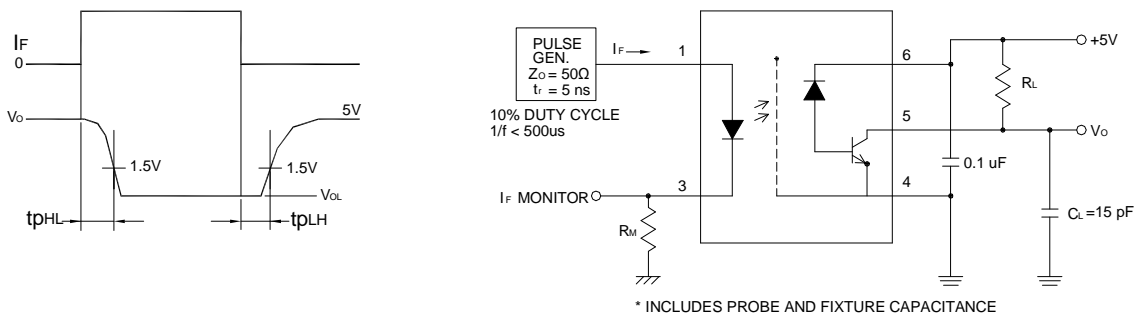 IF
0
VO
5V
1.5V
1.5V
VOL
tpHL
tpLH
PULSE
GEN.
ZO = 50Ω
tr = 5 ns
IF
1
10% DUTY CYCLE
1/f < 500us
IF MONITOR
3
RM
6
5
4
+5V
RL
VO
0.1 uF
CL =15 pF
* INCLUDES PROBE AND FIXTURE CAPACITANCE